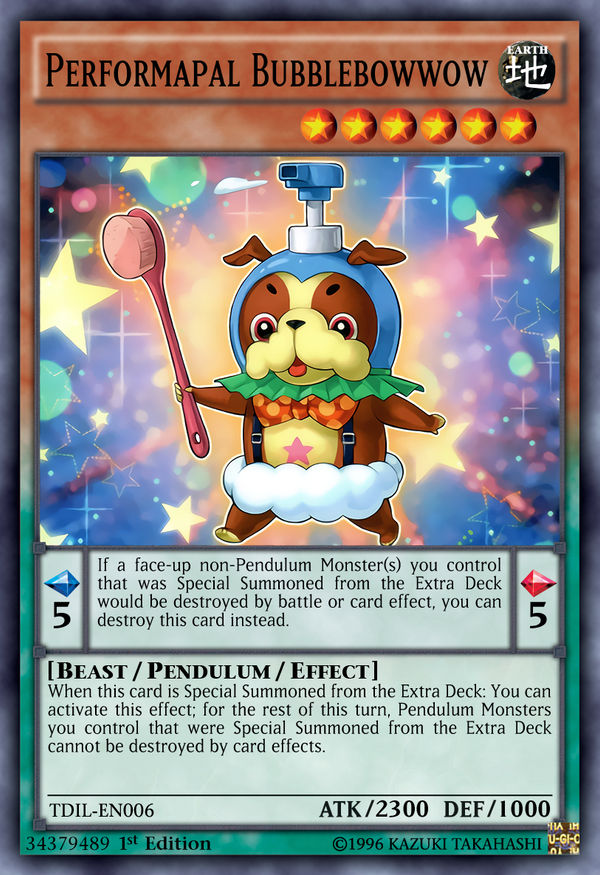 Performapal Bubblebowwow
EARTH
地
If a face-up non-Pendulum Monster(s) you control
that was Special Summoned from the Extra Deck
would be destroyed by battle or card effect, you can
destroy this card instead.
5
5
[Beast / Pendulum / Effect]
When this card is Special Summoned from the Extra Deck: You can
activate this effect; for the rest of this turn, Pendulum Monsters
you control that were Special Summoned from the Extra Deck
cannot be destroyed by card effects.
TDIL-EN006
ATK/2300 DEF/1000
34379489 1st Edition
©1996 KAZUKI TAKAHASHI